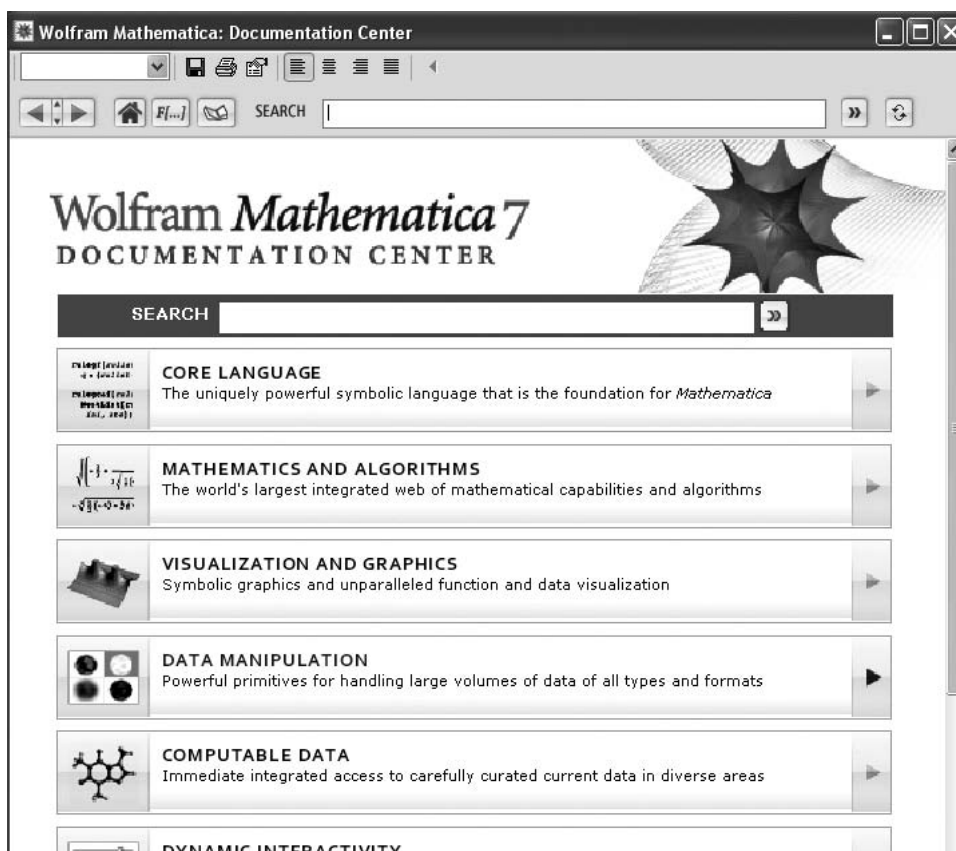 Wolfram Mathematica: Documentation Center
F[...] SEARCH
Wolfram Mathematica 7
DOCUMENTATION CENTER
SEARCH
CORE LANGUAGE
The uniquely powerful symbolic language that is the foundation for Mathematica
MATHEMATICS AND ALGORITHMS
The world's largest integrated web of mathematical capabilities and algorithms
VISUALIZATION AND GRAPHICS
Symbolic graphics and unparalleled function and data visualization
DATA MANIPULATION
Powerful primitives for handling large volumes of data of all types and formats
COMPUTABLE DATA
Immediate integrated access to carefully curated current data in diverse areas
DYNAMIC INTERACTIVITY